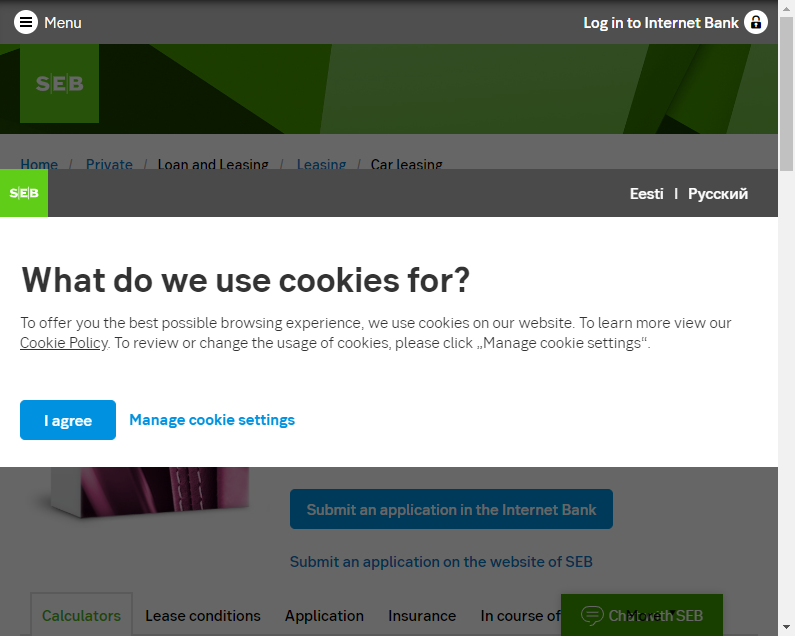 Menu
Log in to Internet Bank
SEB
Home / Private / Loan and Leasing / Leasing / Car leasing
SEB
Eesti | Русский
What do we use cookies for?
To offer you the best possible browsing experience, we use cookies on our website. To learn more view our
Cookie Policy. To review or change the usage of cookies, please click „Manage cookie settings“.
I agree
Manage cookie settings
Submit an application in the Internet Bank
Submit an application on the website of SEB
Calculators
Lease conditions
Application
Insurance
In course of
More
SEB